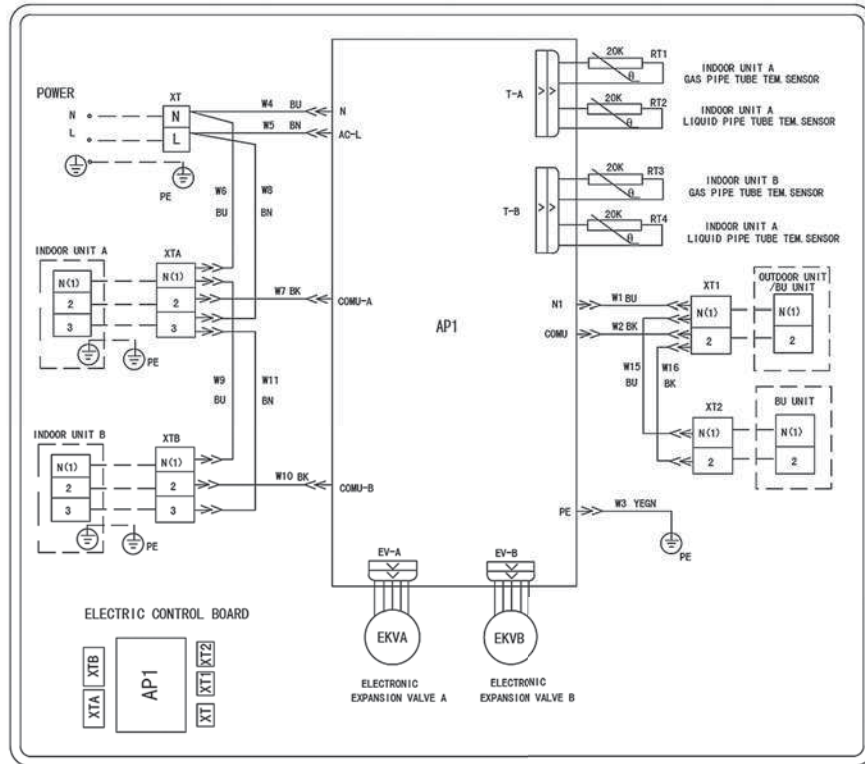 POWER
XT
N
N
L
L
PE
W4 BU
N
W5 BN
AC-L
W6
BU
W8
BN
INDOOR UNIT A
N(1)
2
3
PE
XTA
N(1)
2
3
W7 BK
COMU-A
W9
BU
W11
BN
INDOOR UNIT B
N(1)
2
3
PE
XTB
N(1)
2
3
W10 BK
COMU-B
AP1
T-A
20K
RT1
θ
INDOOR UNIT A
GAS PIPE TUBE TEM.SENSOR
20K
RT2
θ
INDOOR UNIT A
LIQUID PIPE TUBE TEM.SENSOR
T-B
20K
RT3
θ
INDOOR UNIT B
GAS PIPE TUBE TEM.SENSOR
20K
RT4
θ
INDOOR UNIT A
LIQUID PIPE TUBE TEM.SENSOR
N1
W1 BU
COMU
W2 BK
XT1
N(1)
2
OUTDOOR UNIT
/BU UNIT
N(1)
2
W15
BU
W16
BK
XT2
N(1)
2
BU UNIT
N(1)
2
PE
W3 YEGN
PE
EV-A
EKVA
ELECTRONIC
EXPANSION VALVE A
EV-B
EKVB
ELECTRONIC
EXPANSION VALVE B
ELECTRIC CONTROL BOARD
XTB
XTA
AP1
XT2
XT1
XT